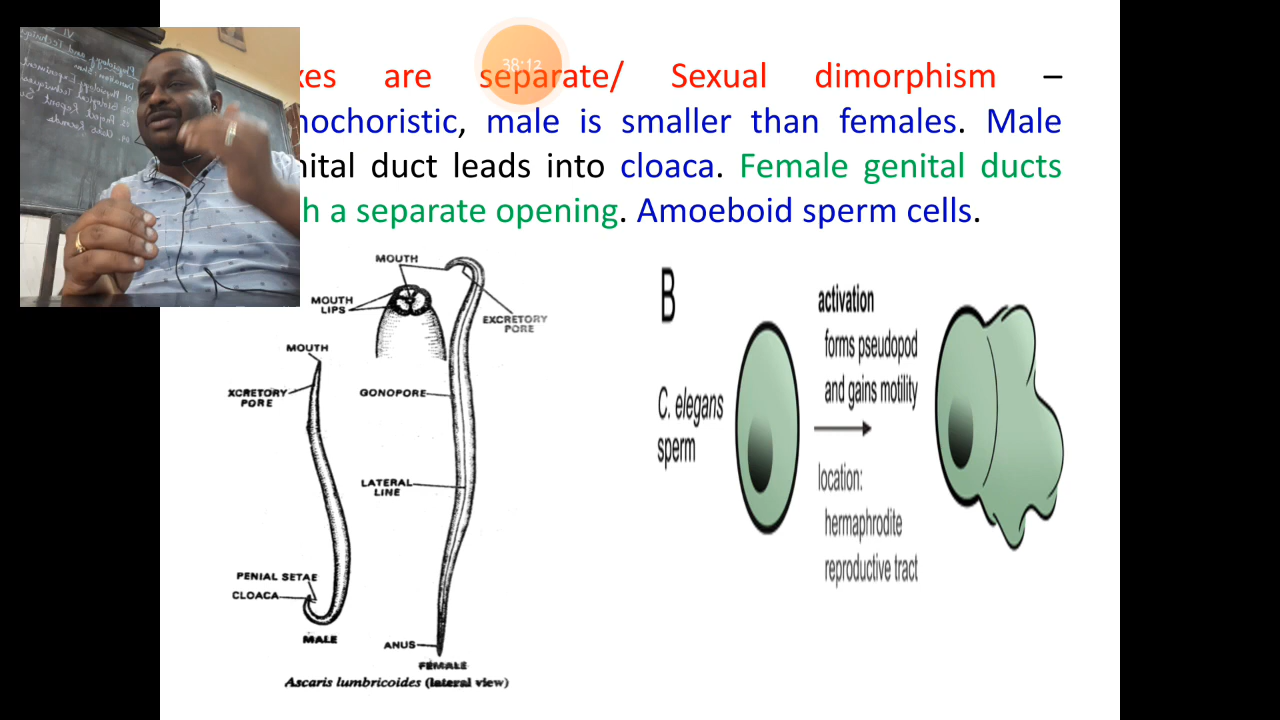 38:12
xes are separate/ Sexual dimorphism –
nochoristic, male is smaller than females. Male
nital duct leads into cloaca. Female genital ducts
h a separate opening. Amoeboid sperm cells.
MOUTH
MOUTH
LIPS
EXCRETORY
PORE
MOUTH
XCRETORY
PORE
GONOPORE
LATERAL
LINE
PENIAL SETAE
CLOACA
MALE
ANUS
FEMALE
Ascaris lumbricoides (lateral view)
B
C. elegans
sperm
activation
forms pseudopod
and gains motility
location:
hermaphrodite
reproductive tract